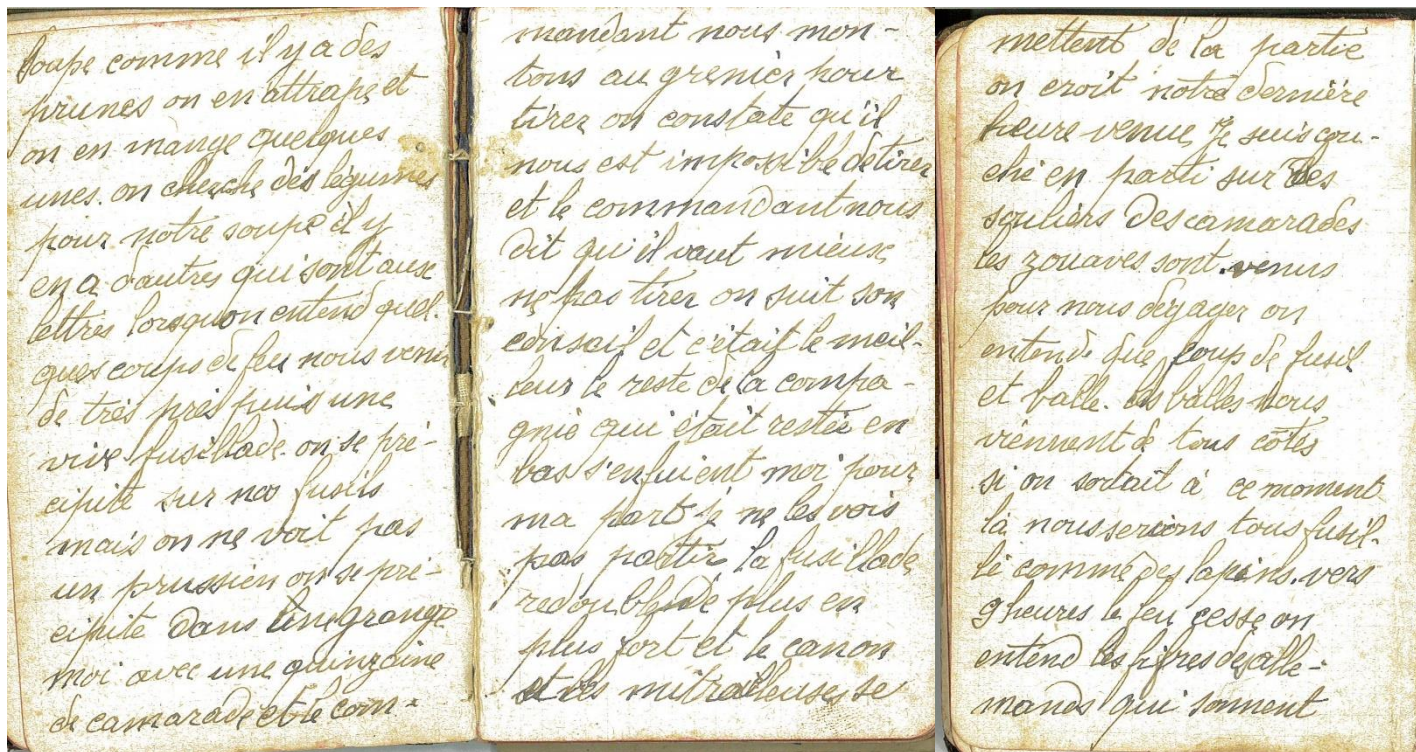 soupe comme il y a des
prunes on en attrape et
on en mange quelques
unes. on cherche des légumes
pour notre soupe il y
en a d'autres qui sont aux
lettres lorsqu'on entend quel-
ques coups de feu nous venir
de très près puis une
vive fusillade. on se pré-
cipite sur nos fusils
mais on ne voit pas
un prussien on se pré-
cipite dans une grange
moi avec une quinzaine
de camarade et le com-
mandant nous mon-
tons au grenier pour
tirer on constate qu'il
nous est impossible de tirer
et le commandant nous
dit qu'il vaut mieux
ne pas tirer on suit son
conseil et c'était le meil-
leur le reste de la compa-
gnie qui était restée en
bas s'enfuient moi pour
ma part je ne les vois
pas partir la fusillade
redouble de plus en
plus fort et le canon
et les mitrailleuses se
mettent de la partie
on croit notre dernière
heure venue, je suis cou-
ché en parti sur les
souliers des camarades
les zouaves sont venus
pour nous dégager on
entend que coup de fusil
et balle. les balles nous
viennent de tous côtés
si on sortait à ce moment
là nous serions tous fusil-
lé comme des lapins. vers
9 heures le feu cesse on
entend les fifres des alle-
mands qui sonnent